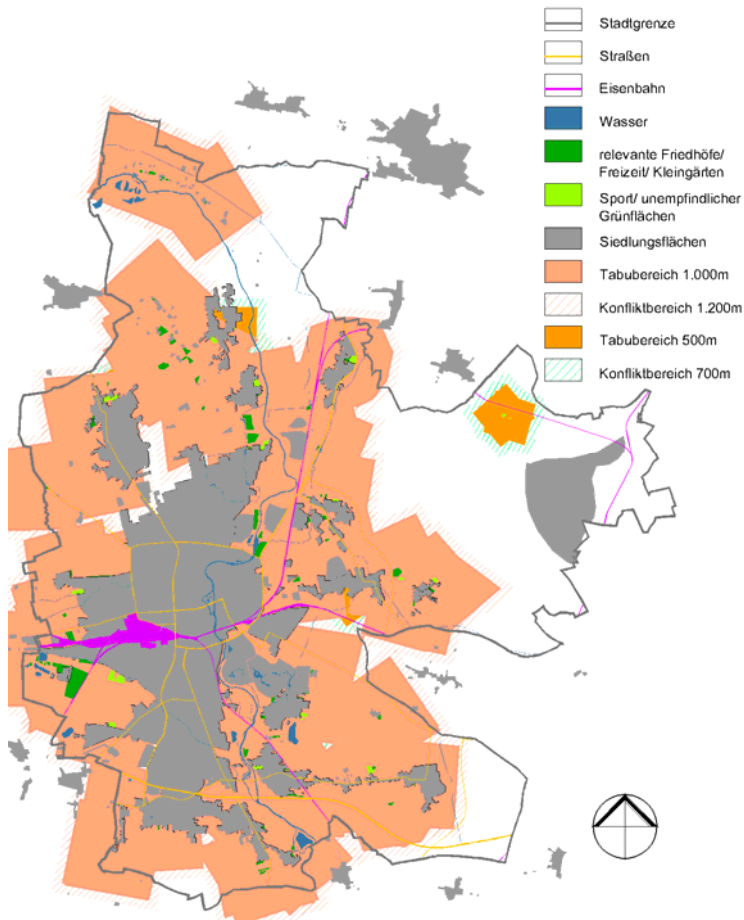 Stadtgrenze
Straßen
Eisenbahn
Wasser
relevante Friedhöfe/
Freizeit/ Kleingärten
Sport/ unempfindlicher
Grünflächen
Siedlungsflächen
Tabubereich 1.000m
Konfliktbereich 1.200m
Tabubereich 500m
Konfliktbereich 700m